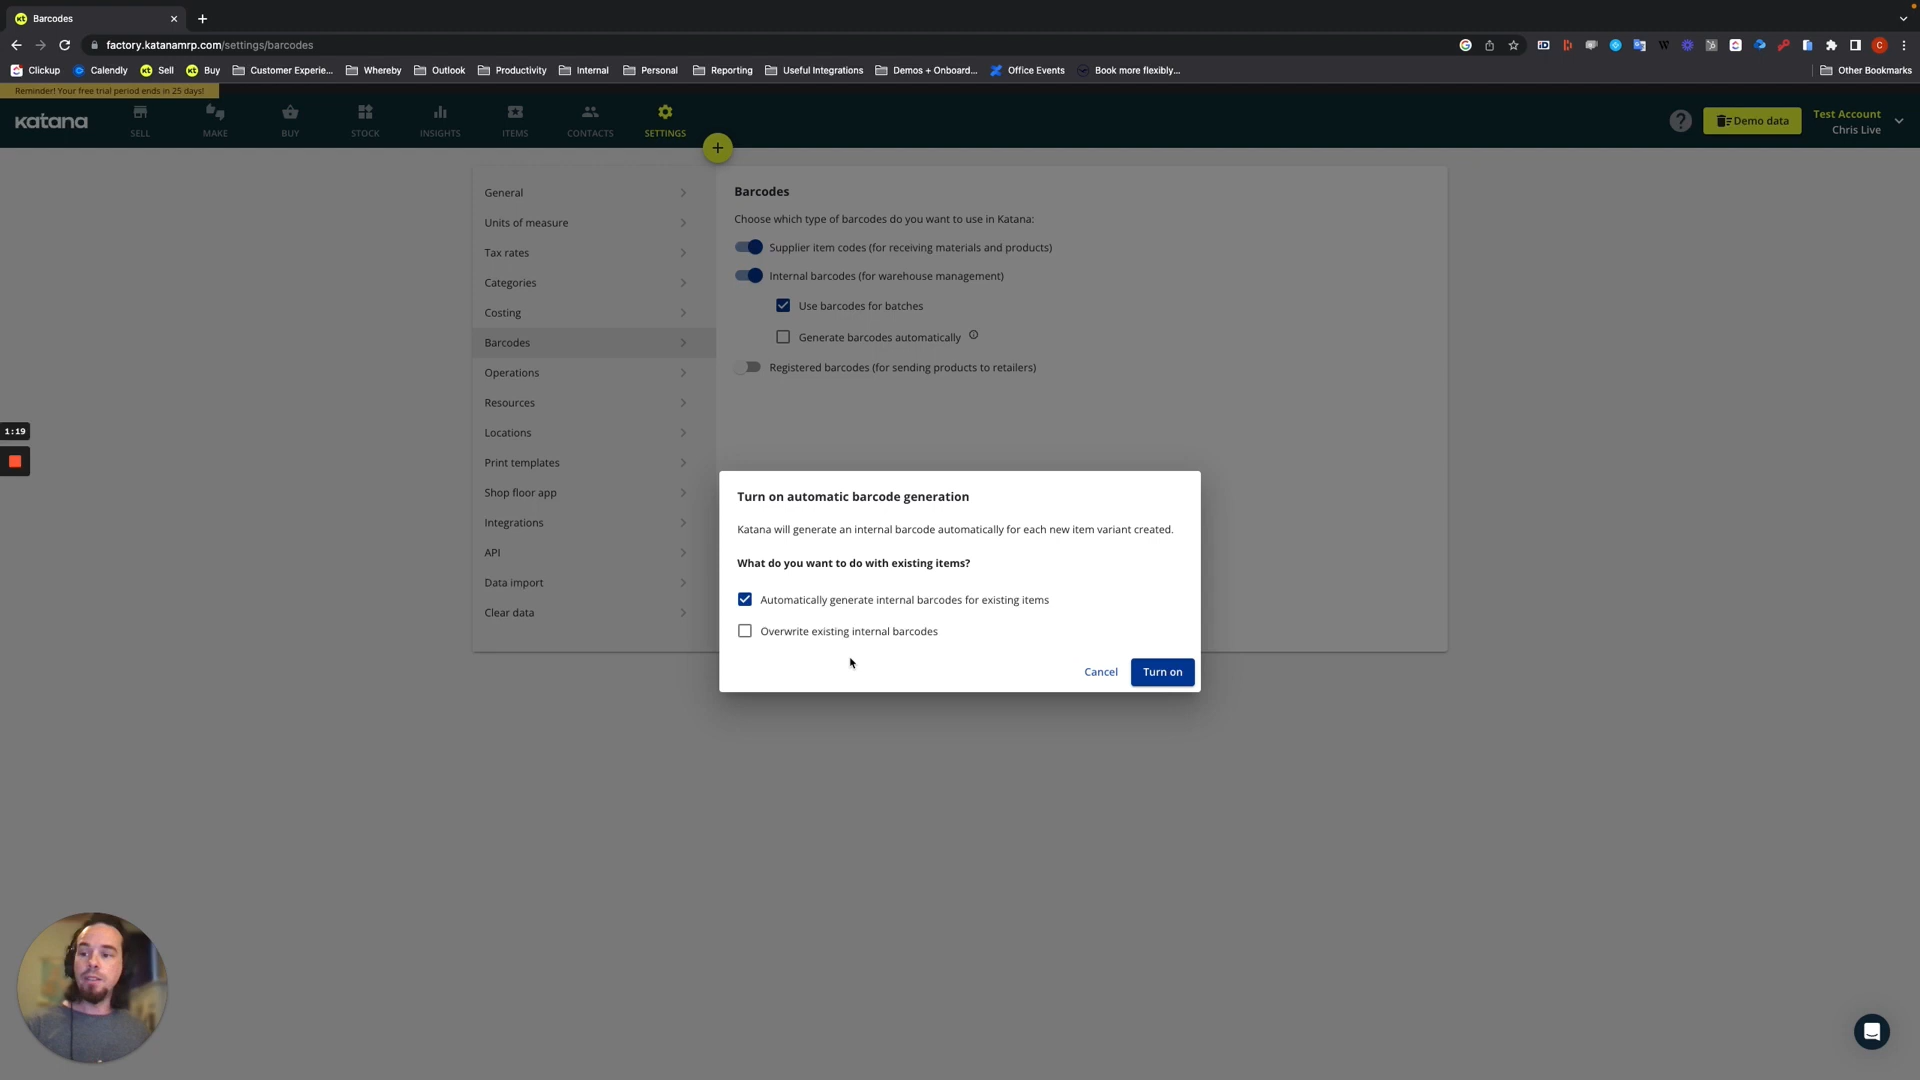 Barcodes
factory.katanamrp.com/settings/barcodes
Clickup
Calendly
Sell
Buy
Customer Experie...
Whereby
Outlook
Productivity
Internal
Personal
Reporting
Useful Integrations
Demos + Onboard...
Office Events
Book more flexibly...
Other Bookmarks
Reminder! Your free trial period ends in 25 days!
katana
SELL
MAKE
BUY
STOCK
INSIGHTS
ITEMS
CONTACTS
SETTINGS
Demo data
Test Account
Chris Live
General
Units of measure
Tax rates
Categories
Costing
Barcodes
Operations
Resources
Locations
Print templates
Shop floor app
Integrations
API
Data import
Clear data
Barcodes
Choose which type of barcodes do you want to use in Katana:
Supplier item codes (for receiving materials and products)
Internal barcodes (for warehouse management)
Use barcodes for batches
Generate barcodes automatically
Registered barcodes (for sending products to retailers)
1:19
Turn on automatic barcode generation
Katana will generate an internal barcode automatically for each new item variant created.
What do you want to do with existing items?
Automatically generate internal barcodes for existing items
Overwrite existing internal barcodes
Cancel
Turn on